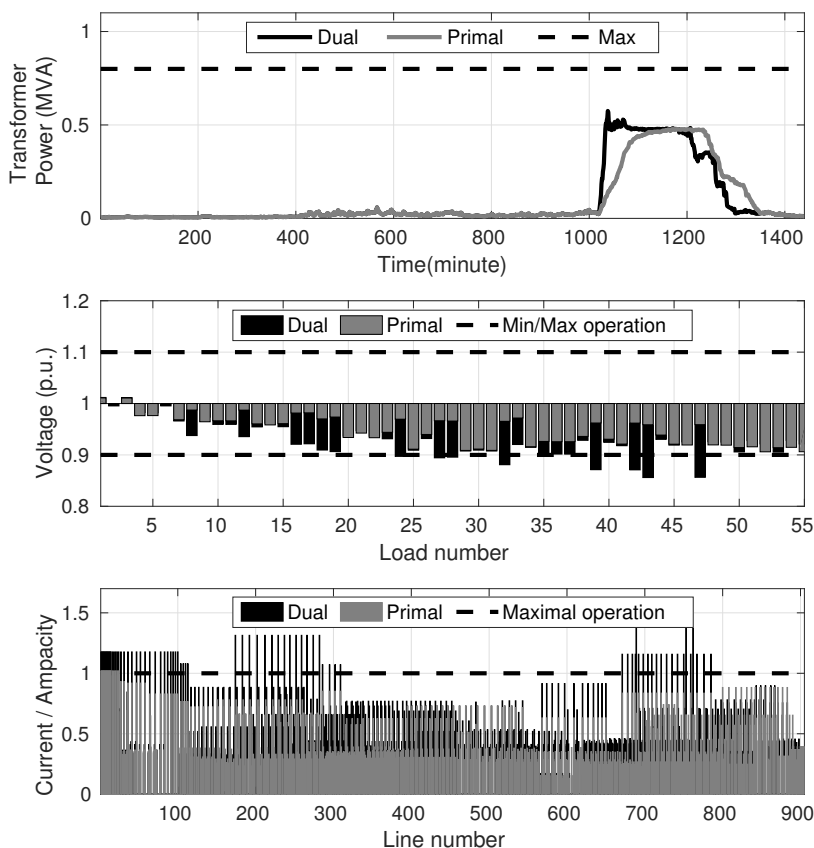 Dual Primal Max
1
0.5
0
Transformer
Power (MVA)
200 400 600 800 1000 1200 1400
Time(minute)
Dual Primal Min/Max operation
1.2
1.1
1
0.9
0.8
Voltage (p.u.)
5 10 15 20 25 30 35 40 45 50 55
Load number
Dual Primal Maximal operation
1.5
1
0.5
0
Current / Ampacity
100 200 300 400 500 600 700 800 900
Line number